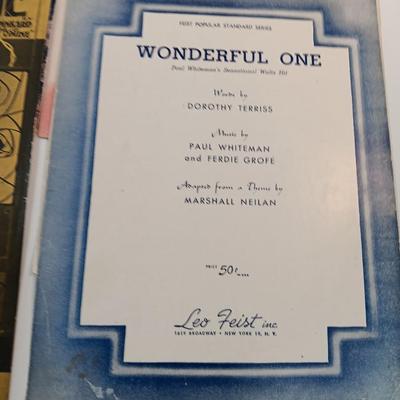 FEIST POPULAR STANDARD SERIES
WONDERFUL ONE
Paul Whiteman's Sensational Waltz Hit
Words by
DOROTHY TERRISS
Music by
PAUL WHITEMAN
and FERDIE GROFE
Adapted from a Theme by
MARSHALL NEILAN
PRICE 50¢
Leo Feist inc.
1619 BROADWAY • NEW YORK 19, N. Y.